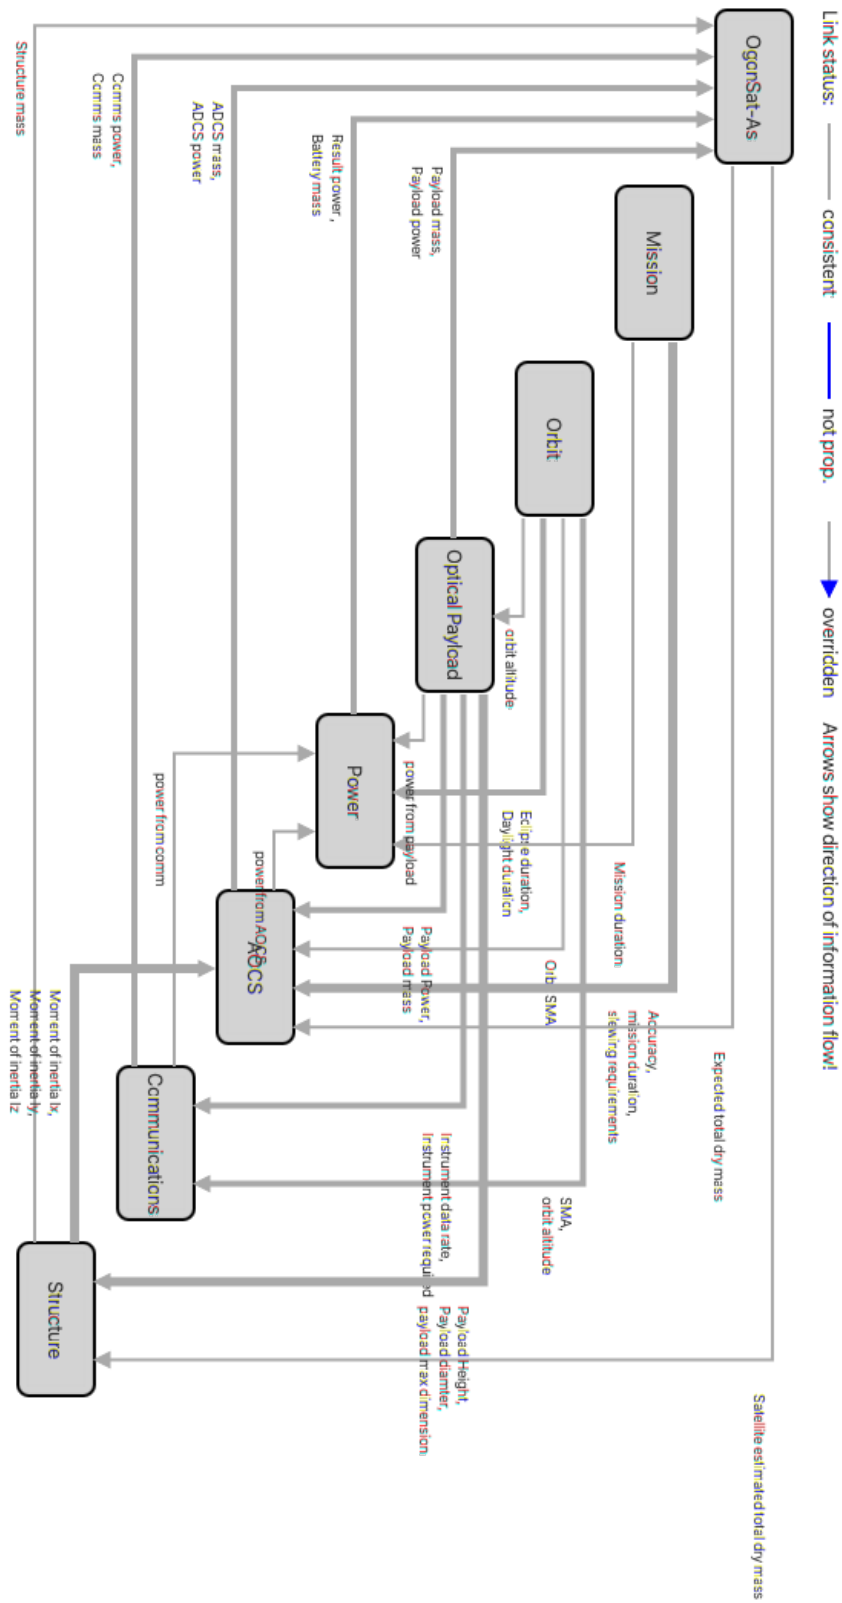 Link status:
consistent
not prop.
overridden
Arrows show direction of information flow!
OgcnSat-As
Satellite estimated total dry mass
Expected total dry mass
Mission
Accuracy,
mission duration,
slewing requirements
Mission duration
Orbit
SMA,
orbit altitude
Orb SMA
Eclipse duration,
Daylight duration
orbit altitude
Payload mass,
Payload power
Optical Payload
Payload Height,
Payload diamter,
payload max dimension
Instrument data rate,
Instrument power required
Payload Power,
Payload mass
power from payload
Result power,
Battery mass
Power
ADCS mass,
ADCS power
power from AOCS
AOCS
Comms power,
Comms mass
power from comm
Communications
Structure mass
Moment of inertia Ix,
Moment of inertia Iy,
Moment of inertia Iz
Structure